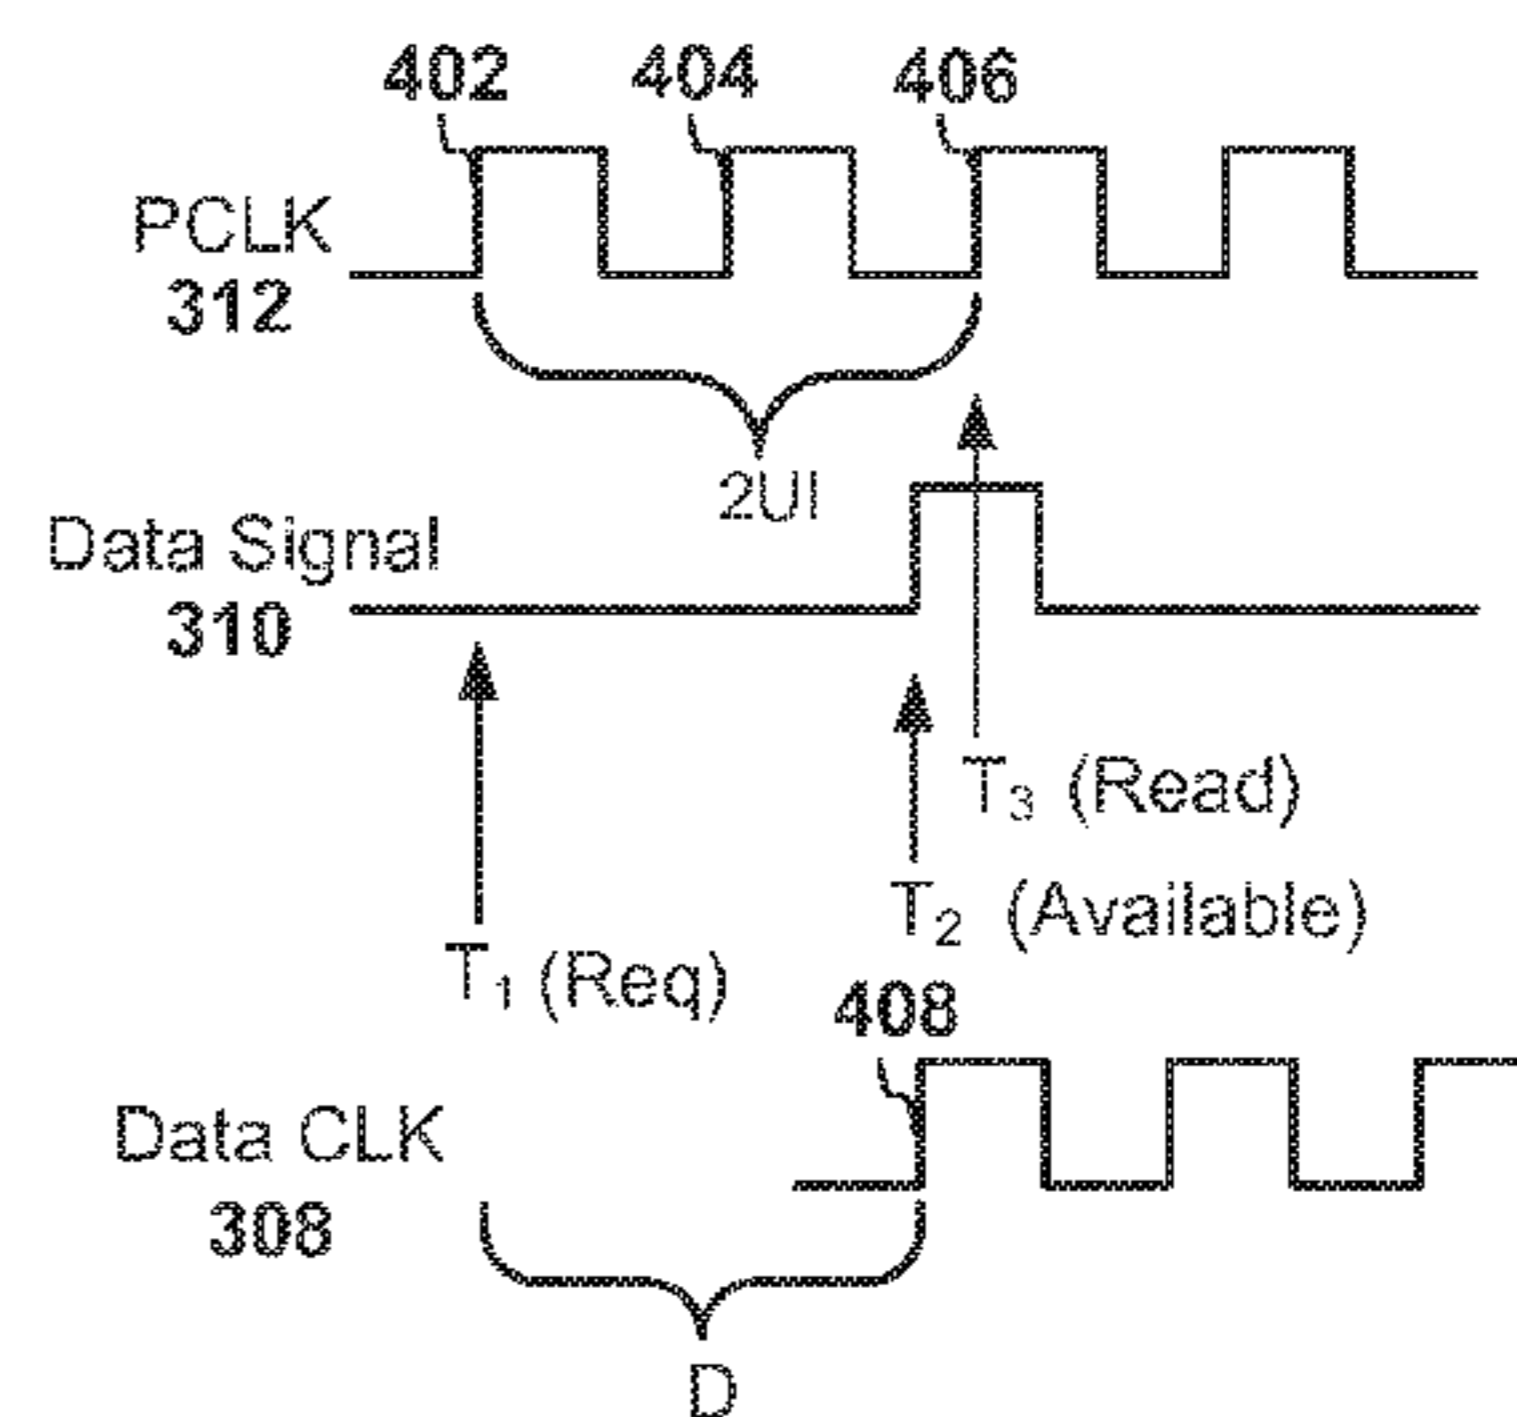 402 404 406
PCLK
312
2UI
Data Signal
310
T₃ (Read)
T₂ (Available)
T₁ (Req)
408
Data CLK
308
D